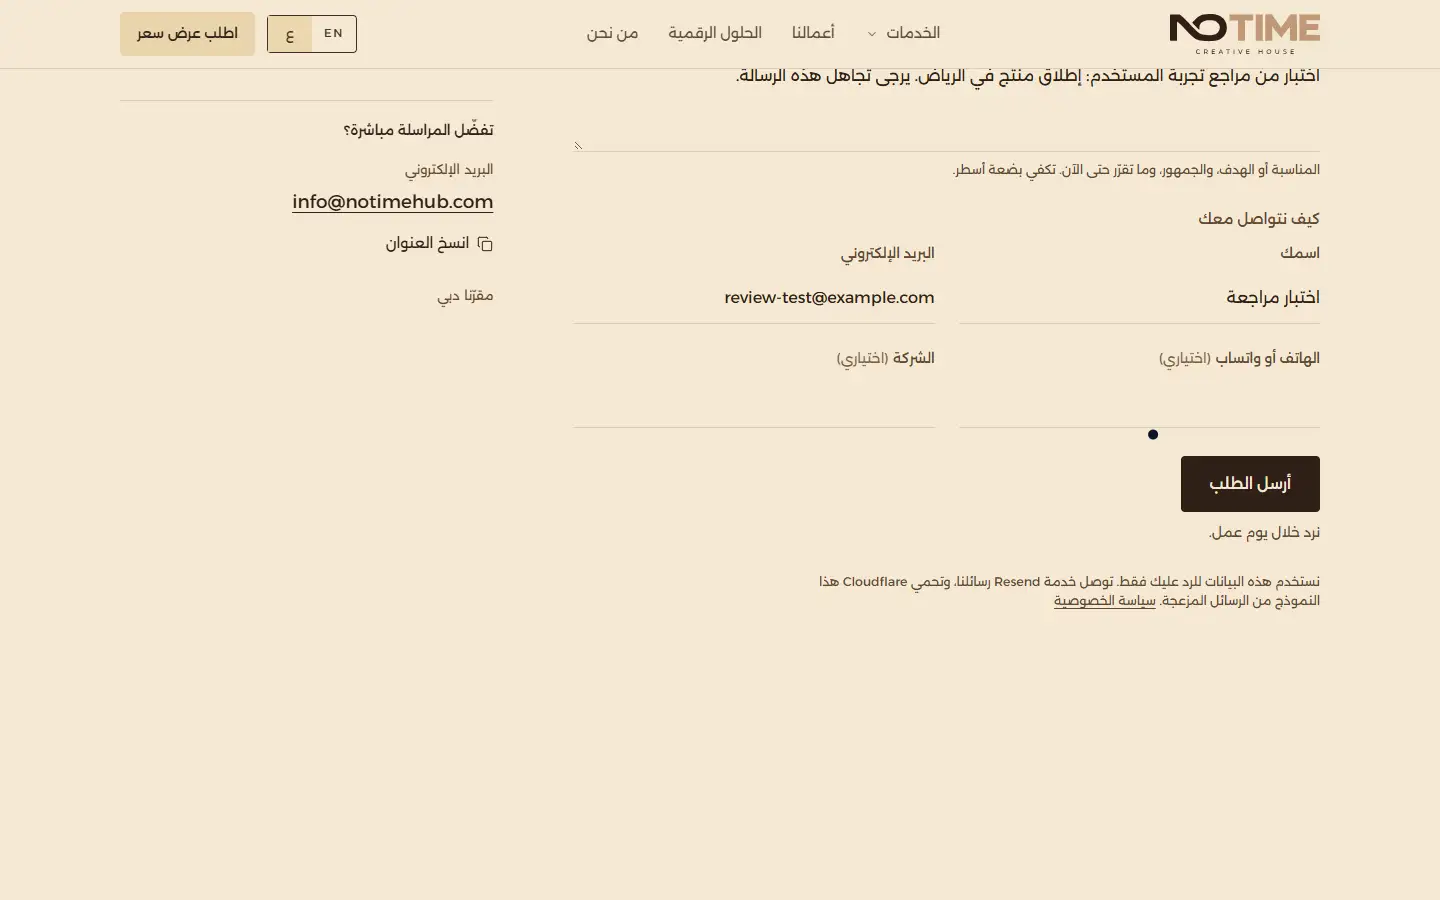 NOTIME
CREATIVE HOUSE
الخدمات
أعمالنا
الحلول الرقمية
من نحن
EN
ع
اطلب عرض سعر
اختبار من مراجع تجربة المستخدم: إطلاق منتج في الرياض. يرجى تجاهل هذه الرسالة.
المناسبة أو الهدف، والجمهور، وما تقرّر حتى الآن. تكفي بضعة أسطر.
كيف نتواصل معك
اسمك
اختبار مراجعة
البريد الإلكتروني
review-test@example.com
الهاتف أو واتساب (اختياري)
الشركة (اختياري)
أرسل الطلب
نرد خلال يوم عمل.
نستخدم هذه البيانات للرد عليك فقط. توصل خدمة Resend رسائلنا، وتحمي Cloudflare هذا
النموذج من الرسائل المزعجة. سياسة الخصوصية
تفضّل المراسلة مباشرة؟
البريد الإلكتروني
info@notimehub.com
انسخ العنوان
مقرّنا دبي